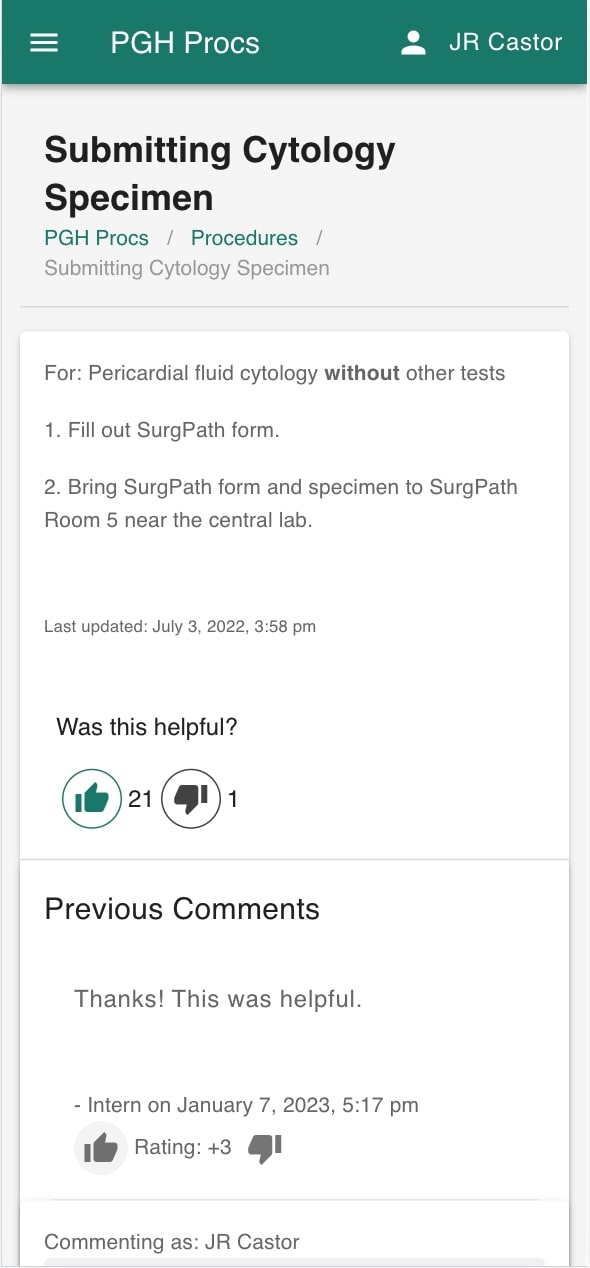 PGH Procs
JR Castor
Submitting Cytology
Specimen
PGH Procs / Procedures /
Submitting Cytology Specimen
For: Pericardial fluid cytology without other tests
1. Fill out SurgPath form.
2. Bring SurgPath form and specimen to SurgPath
Room 5 near the central lab.
Last updated: July 3, 2022, 3:58 pm
Was this helpful?
21 1
Previous Comments
Thanks! This was helpful.
- Intern on January 7, 2023, 5:17 pm
Rating: +3
Commenting as: JR Castor